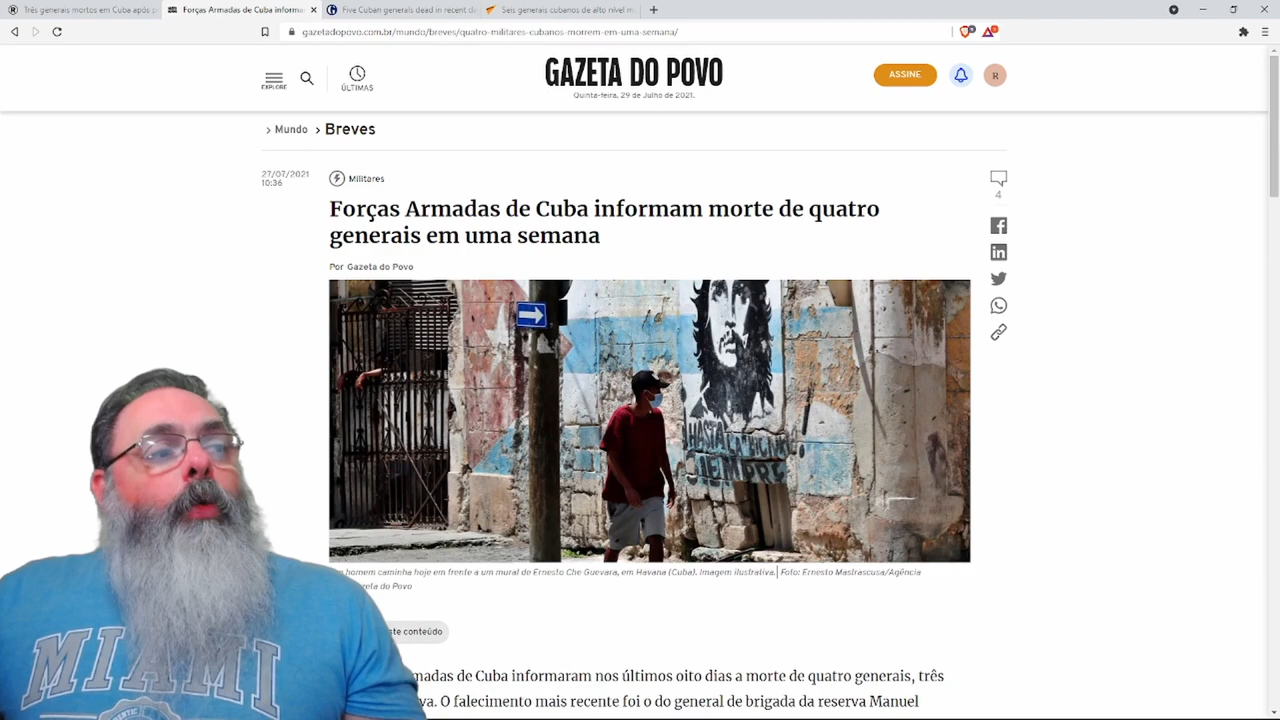 Três generais mortos em Cuba após p
Forças Armadas de Cuba informa
Five Cuban generals dead in recent d
Seis generais cubanos de alto nível m
gazetadopovo.com.br/mundo/breves/quatro-militares-cubanos-morrem-em-uma-semana/
EXPLORE
ÚLTIMAS
GAZETA DO POVO
Quinta-feira, 29 de Julho de 2021.
ASSINE
R
> Mundo > Breves
27/07/2021
10:36
Militares
4
Forças Armadas de Cuba informam morte de quatro
generais em uma semana
Por Gazeta do Povo
HASTA LA
SIEMPRE
homem caminha hoje em frente a um mural de Ernesto Che Guevara, em Havana (Cuba). Imagem ilustrativa.| Foto: Ernesto Mastrascusa/Agência
eta do Povo
ste conteúdo
madas de Cuba informaram nos últimos oito dias a morte de quatro generais, três
va. O falecimento mais recente foi o do general de brigada da reserva Manuel
MIAMI